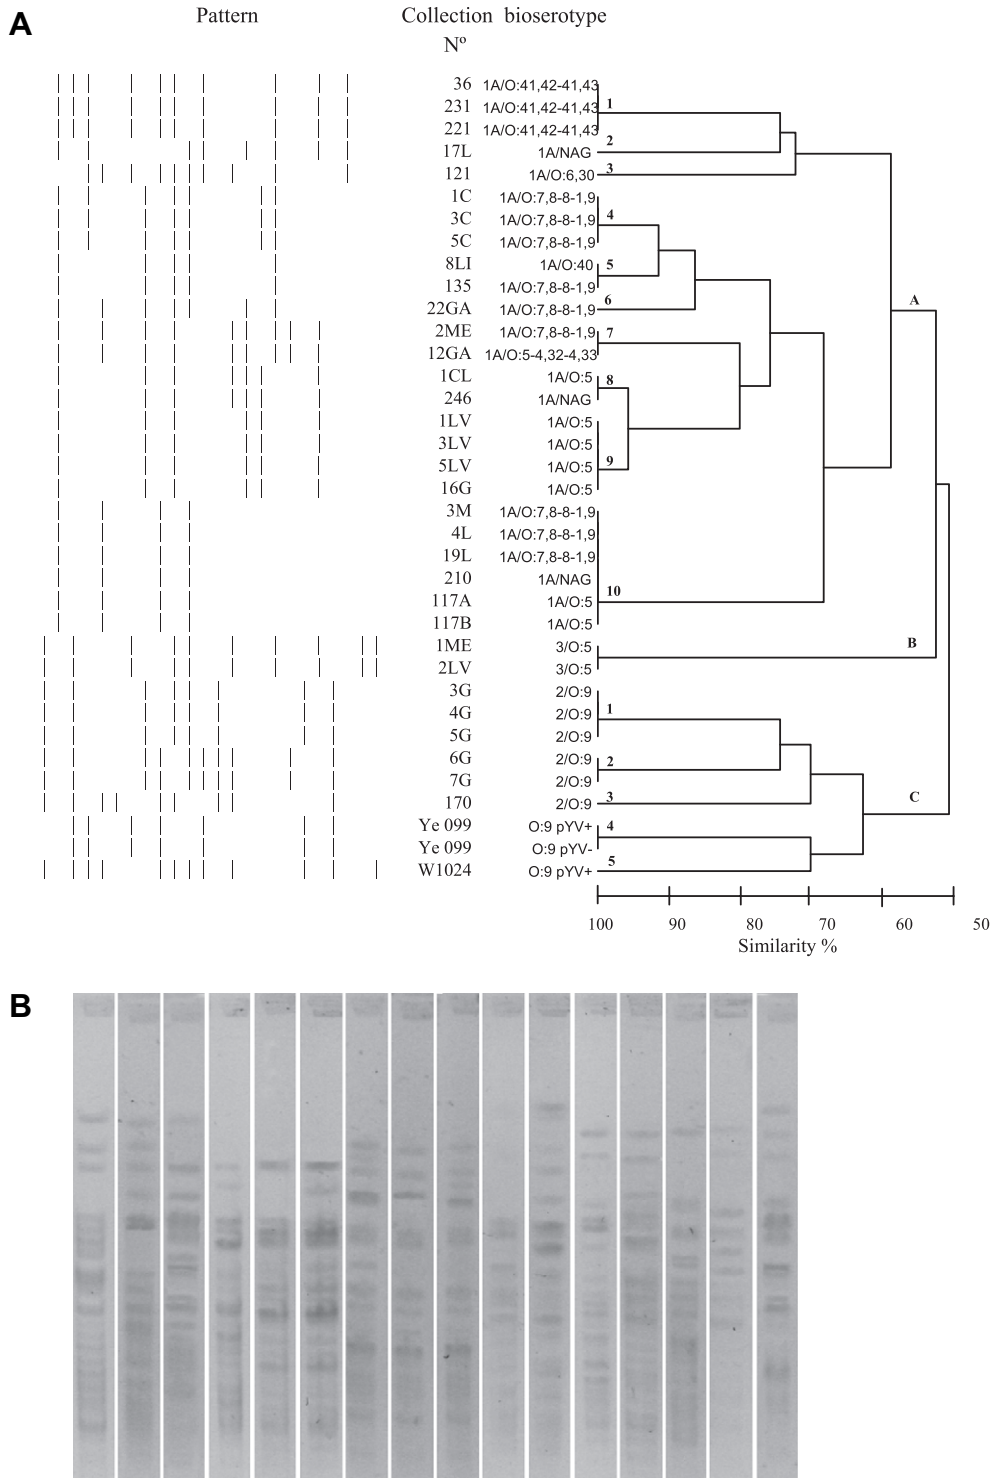 A
Pattern Collection bioserotype
Nº
36 1A/O:41,42-41,43
231 1A/O:41,42-41,43 1
221 1A/O:41,42-41,43
17L 1A/NAG 2
121 1A/O:6,30 3
1C 1A/O:7,8-8-1,9
3C 1A/O:7,8-8-1,9 4
5C 1A/O:7,8-8-1,9
8LI 1A/O:40 5
135 1A/O:7,8-8-1,9
22GA 1A/O:7,8-8-1,9 6 A
2ME 1A/O:7,8-8-1,9 7
12GA 1A/O:5-4,32-4,33
1CL 1A/O:5 8
246 1A/NAG
1LV 1A/O:5
3LV 1A/O:5
5LV 1A/O:5 9
16G 1A/O:5
3M 1A/O:7,8-8-1,9
4L 1A/O:7,8-8-1,9
19L 1A/O:7,8-8-1,9
210 1A/NAG 10
117A 1A/O:5
117B 1A/O:5
1ME 3/O:5 B
2LV 3/O:5
3G 2/O:9
4G 2/O:9 1
5G 2/O:9
6G 2/O:9 2
7G 2/O:9
170 2/O:9 3 C
Ye 099 O:9 pYV+ 4
Ye 099 O:9 pYV-
W1024 O:9 pYV+ 5
100 90 80 70 60 50
Similarity %
B